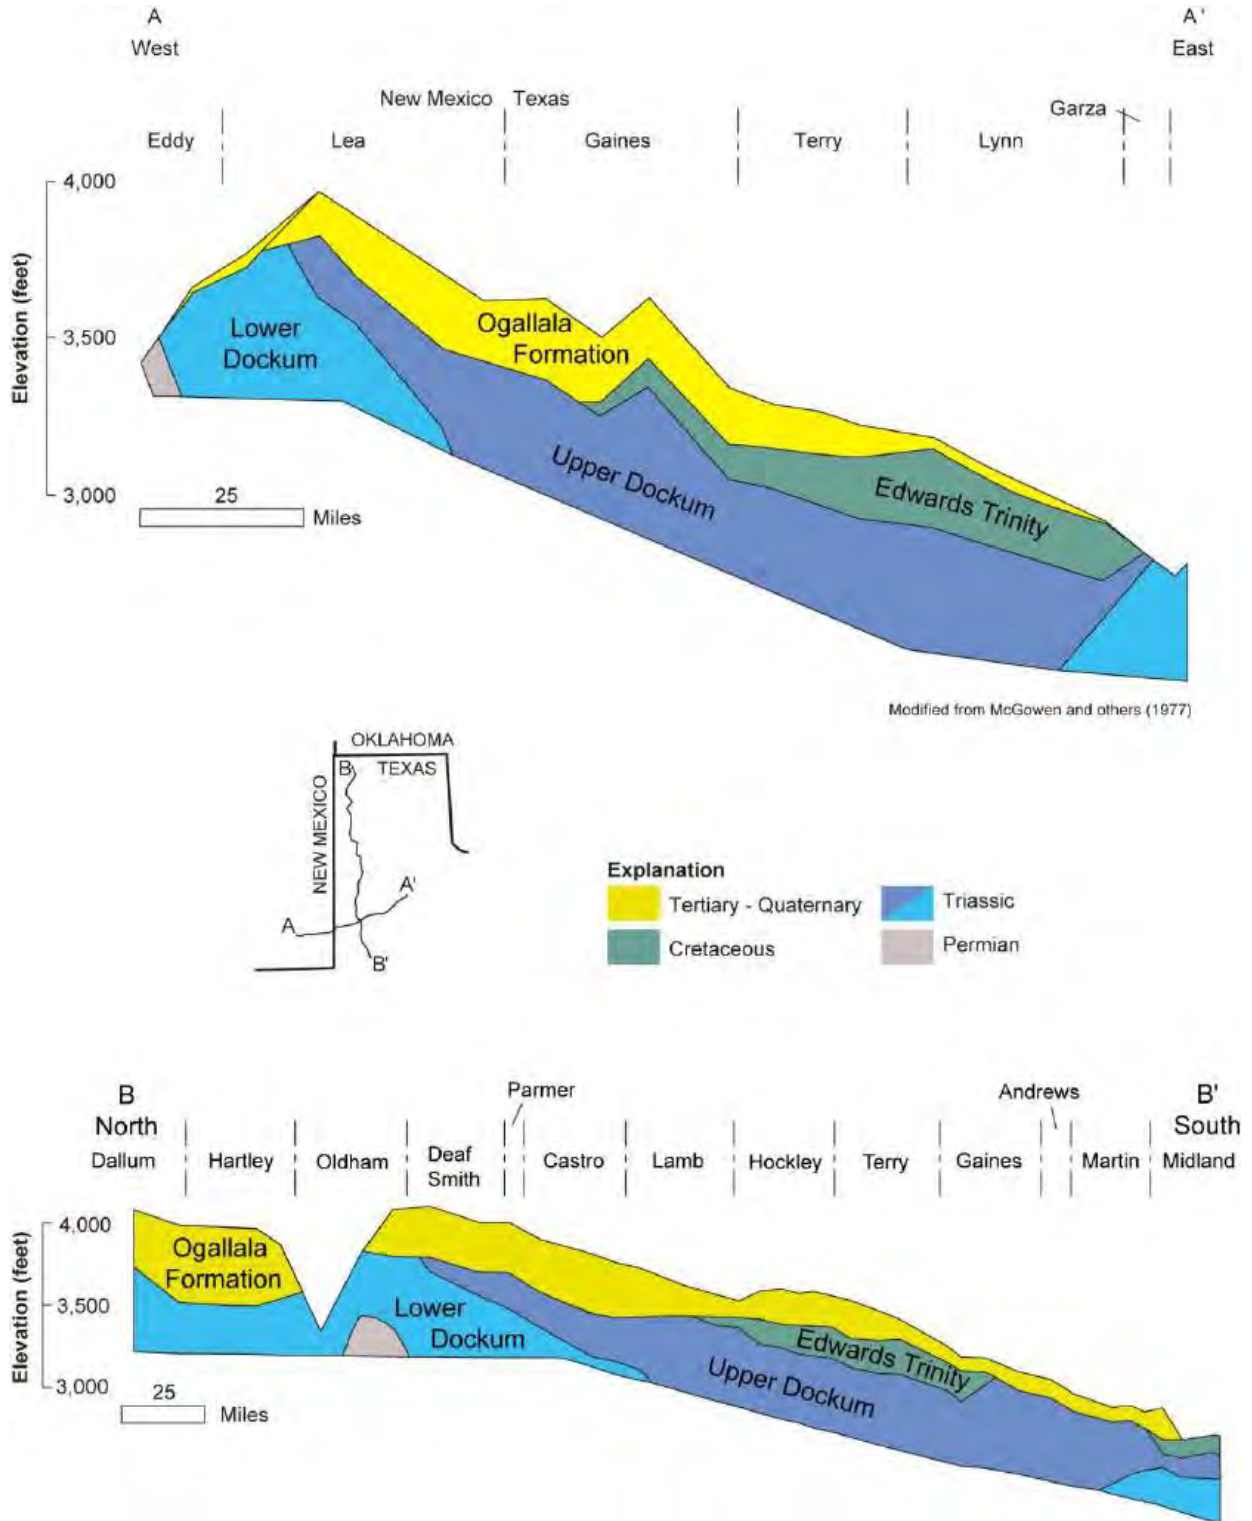 A
West
A'
East
New Mexico
Texas
Garza
Eddy
Lea
Gaines
Terry
Lynn
Elevation (feet)
4,000
3,500
3,000
Lower
Dockum
Ogallala
Formation
Upper Dockum
Edwards Trinity
25
Miles
Modified from McGowen and others (1977)
OKLAHOMA
TEXAS
NEW MEXICO
B
A
A'
B'
Explanation
Tertiary - Quaternary
Triassic
Cretaceous
Permian
B
North
Parmer
Andrews
B'
South
Dallum
Hartley
Oldham
Deaf
Smith
Castro
Lamb
Hockley
Terry
Gaines
Martin
Midland
Elevation (feet)
4,000
3,500
3,000
Ogallala
Formation
Lower
Dockum
Upper Dockum
Edwards Trinity
25
Miles